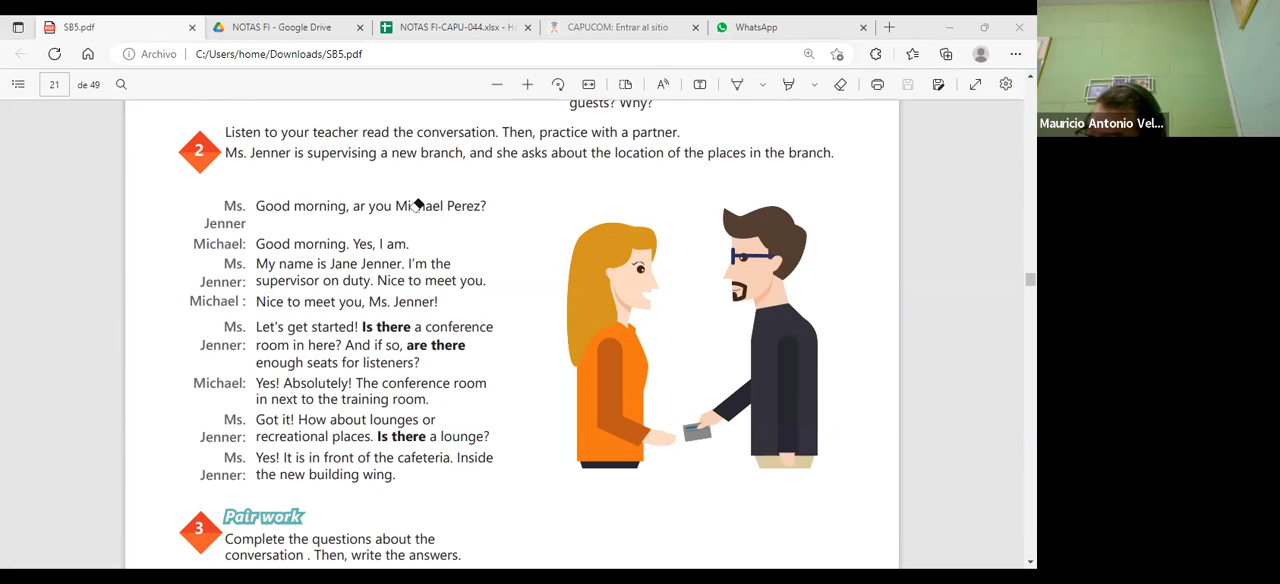 SB5.pdf
NOTAS FI - Google Drive
NOTAS FI-CAPU-044.xlsx - H
CAPUCOM: Entrar al sitio
WhatsApp
Archivo
C:/Users/home/Downloads/SB5.pdf
21
de 49
guests? Why?
2
Listen to your teacher read the conversation. Then, practice with a partner.
Ms. Jenner is supervising a new branch, and she asks about the location of the places in the branch.
Ms. Jenner Good morning, ar you Michael Perez?
Michael: Good morning. Yes, I am.
Ms. My name is Jane Jenner. I'm the
Jenner: supervisor on duty. Nice to meet you.
Michael : Nice to meet you, Ms. Jenner!
Ms. Let's get started! Is there a conference
Jenner: room in here? And if so, are there
enough seats for listeners?
Michael: Yes! Absolutely! The conference room
in next to the training room.
Ms. Got it! How about lounges or
Jenner: recreational places. Is there a lounge?
Ms. Yes! It is in front of the cafeteria. Inside
Jenner: the new building wing.
3
Pair work
Complete the questions about the
conversation . Then, write the answers.
Mauricio Antonio Vel...